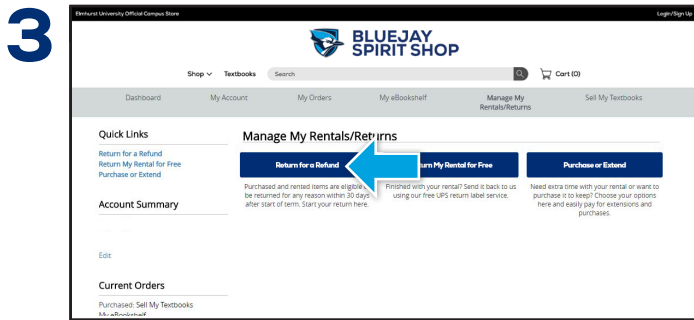 3
Elmhurst University Official Campus Store
Login/Sign Up
BLUEJAY
SPIRIT SHOP
Shop
Textbooks
Search
Cart (0)
Dashboard
My Account
My Orders
My eBookshelf
Manage My
Rentals/Returns
Sell My Textbooks
Quick Links
Return for a Refund
Return My Rental for Free
Purchase or Extend
Account Summary
Edit
Current Orders
Purchased: Sell My Textbooks
My eBookshelf
Manage My Rentals/Returns
Return for a Refund
Purchased and rented items are eligible
be returned for any reason within 30 days
after start of term. Start your return here.
My Rental for Free
Finished with your rental? Send it back to us
using our free UPS return label service.
Purchase or Extend
Need extra time with your rental or want to
purchase it to keep? Choose your options
here and easily pay for extensions and
purchases.